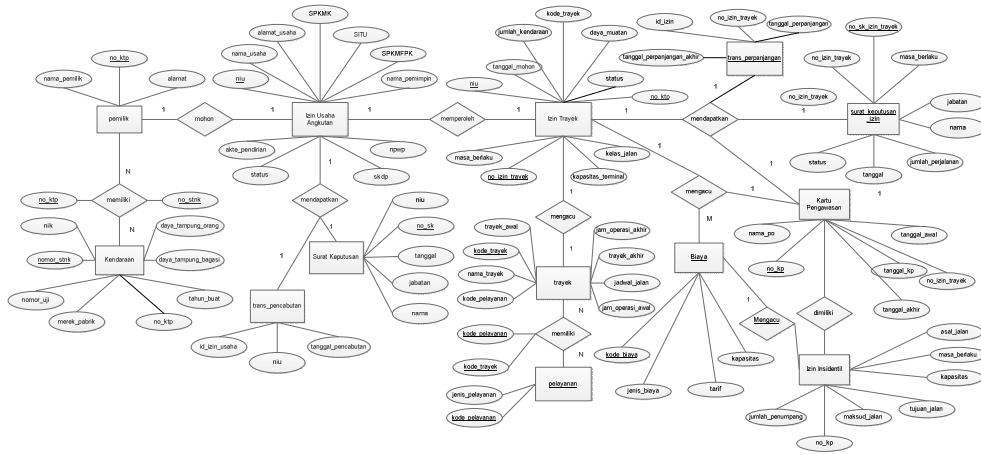 SPKMK
kode_trayek
id_izin
no_izin_trayek
tanggal_perpanjangan
no_sk_izin_trayek
alamat_usaha
SITU
jumlah_kendaraan
daya_muatan
no_ktp
nama_usaha
SPKMFPK
tanggal_perpanjangan_akhir
trans_perpanjangan
no_izin_trayek
masa_berlaku
nama_pemilik
alamat
niu
nama_pemimpin
tanggal_mohon
status
niu
no_ktp
no_izin_trayek
jabatan
1
1
1
1
1
1
1
1
pemilik
mohon
Izin Usaha
Angkutan
memperoleh
Izin Trayek
mendapatkan
surat_keputusan
_izin
nama
akte_pendirian
npwp
kelas_jalan
masa_berlaku
status
jumlah_perjalanan
status
skdp
no_izin_trayek
kapasitas_terminal
tanggal
N
1
1
1
1
1
no_ktp
memiliki
no_stnk
mendapatkan
niu
mengacu
mengacu
1
Kartu
Pengawasan
nik
daya_tampung_orang
no_sk
trayek_awal
jam_operasi_akhir
M
nama_po
tanggal_awal
N
1
1
nomor_stnk
Kendaraan
daya_tampung_bagasi
Surat Keputusan
tanggal
kode_trayek
1
trayek_akhir
Biaya
no_kp
tanggal_kp
no_izin_trayek
nama_trayek
trayek
jadwal_jalan
jabatan
nomor_uji
tahun_buat
trans_pencabutan
kode_pelayanan
jam_operasi_awal
1
tanggal_akhir
merek_pabrik
no_ktp
nama
N
Mengacu
dimiliki
kode_pelayanan
memiliki
asal_jalan
id_izin_usaha
tanggal_pencabutan
kode_biaya
kapasitas
masa_berlaku
niu
kode_trayek
N
Izin Insidentil
kapasitas
jenis_pelayanan
pelayanan
jenis_biaya
tarif
kode_pelayanan
jumlah_penumpang
maksud_jalan
tujuan_jalan
no_kp